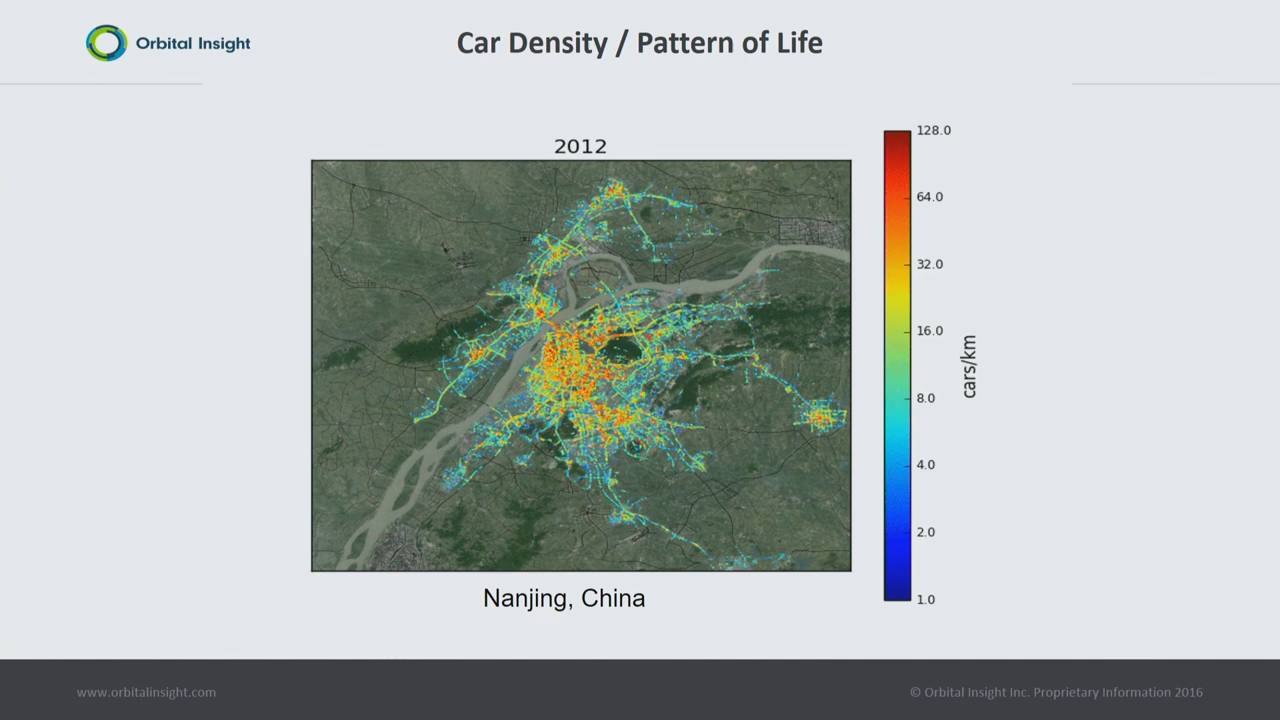 Orbital Insight
Car Density / Pattern of Life
2012
128.0
64.0
32.0
16.0
8.0
4.0
2.0
1.0
cars/km
Nanjing, China
www.orbitalinsight.com
© Orbital Insight Inc. Proprietary Information 2016